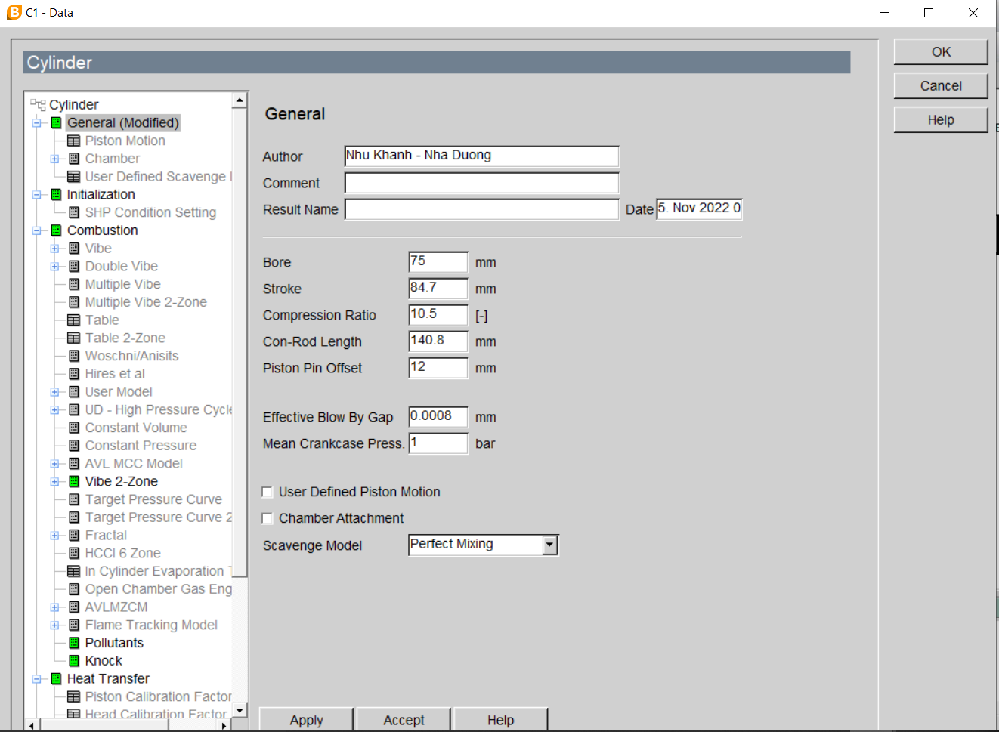 C1 - Data
Cylinder
OK
Cancel
Help
Cylinder
General (Modified)
Piston Motion
Chamber
User Defined Scavenge
Initialization
SHP Condition Setting
Combustion
Vibe
Double Vibe
Multiple Vibe
Multiple Vibe 2-Zone
Table
Table 2-Zone
Woschni/Anisits
Hires et al
User Model
UD - High Pressure Cycle
Constant Volume
Constant Pressure
AVL MCC Model
Vibe 2-Zone
Target Pressure Curve
Target Pressure Curve 2
Fractal
HCCI 6 Zone
In Cylinder Evaporation T
Open Chamber Gas Eng
AVLMZCM
Flame Tracking Model
Pollutants
Knock
Heat Transfer
Piston Calibration Factor
Head Calibration Factor
General
Author Nhu Khanh - Nha Duong
Comment
Result Name Date 5. Nov 2022 0
Bore 75 mm
Stroke 84.7 mm
Compression Ratio 10.5 [-]
Con-Rod Length 140.8 mm
Piston Pin Offset 12 mm
Effective Blow By Gap 0.0008 mm
Mean Crankcase Press. 1 bar
User Defined Piston Motion
Chamber Attachment
Scavenge Model Perfect Mixing
Apply Accept Help